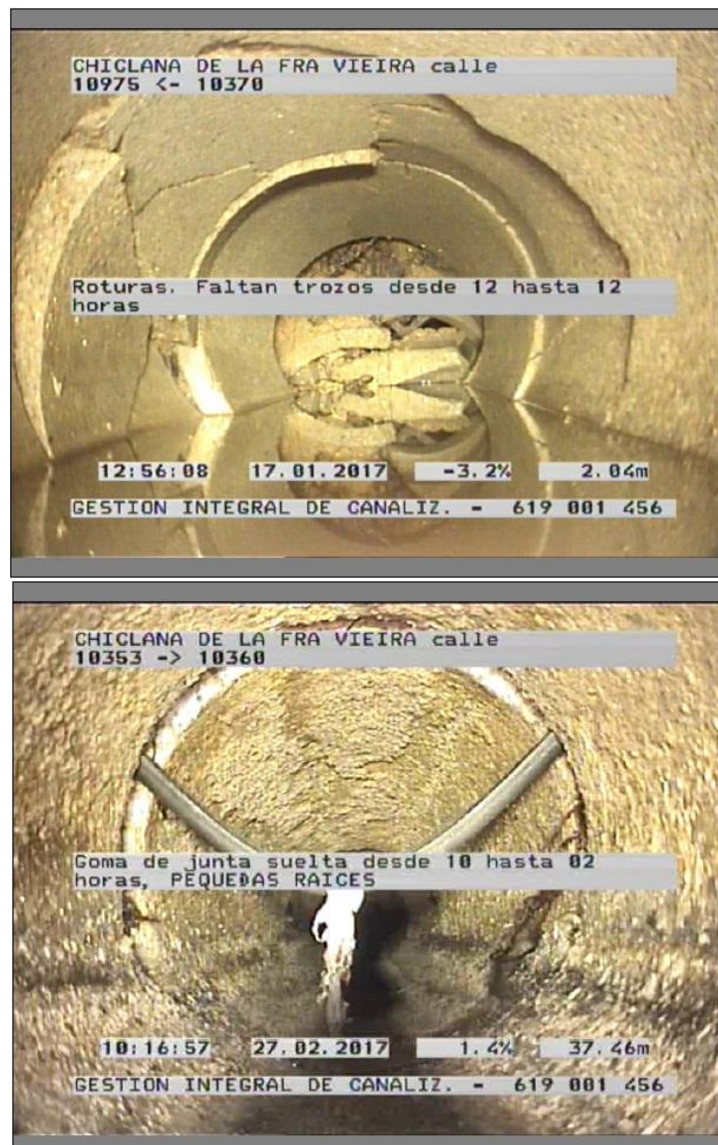 CHICLANA DE LA FRA VIEIRA calle
10975 <- 10370
Roturas. Faltan trozos desde 12 hasta 12
horas
12:56:08 17.01.2017 -3.2% 2.04m
GESTION INTEGRAL DE CANALIZ. - 619 001 456
CHICLANA DE LA FRA VIEIRA calle
10353 -> 10360
Goma de junta suelta desde 10 hasta 02
horas, PEQUEDAS RAICES
10:16:57 27.02.2017 1.4% 37.46m
GESTION INTEGRAL DE CANALIZ. - 619 001 456